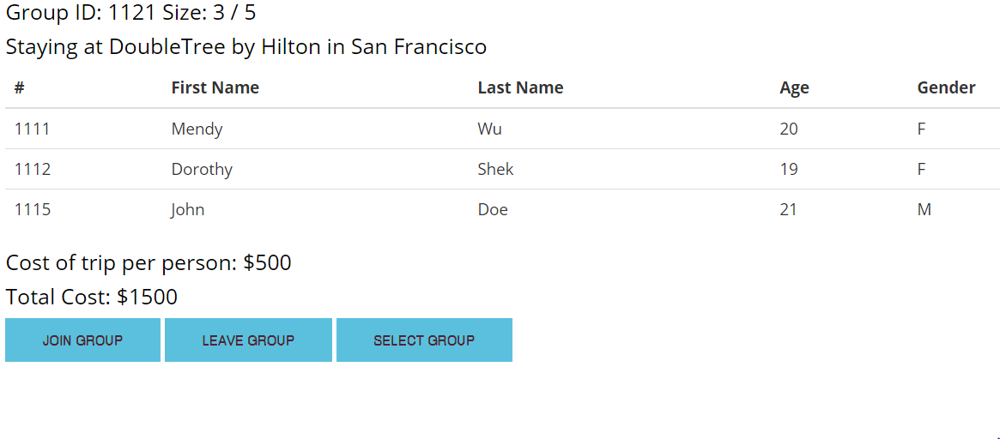 Group ID: 1121 Size: 3 / 5
Staying at DoubleTree by Hilton in San Francisco
# First Name Last Name Age Gender
1111 Mendy Wu 20 F
1112 Dorothy Shek 19 F
1115 John Doe 21 M
Cost of trip per person: $500
Total Cost: $1500
JOIN GROUP LEAVE GROUP SELECT GROUP